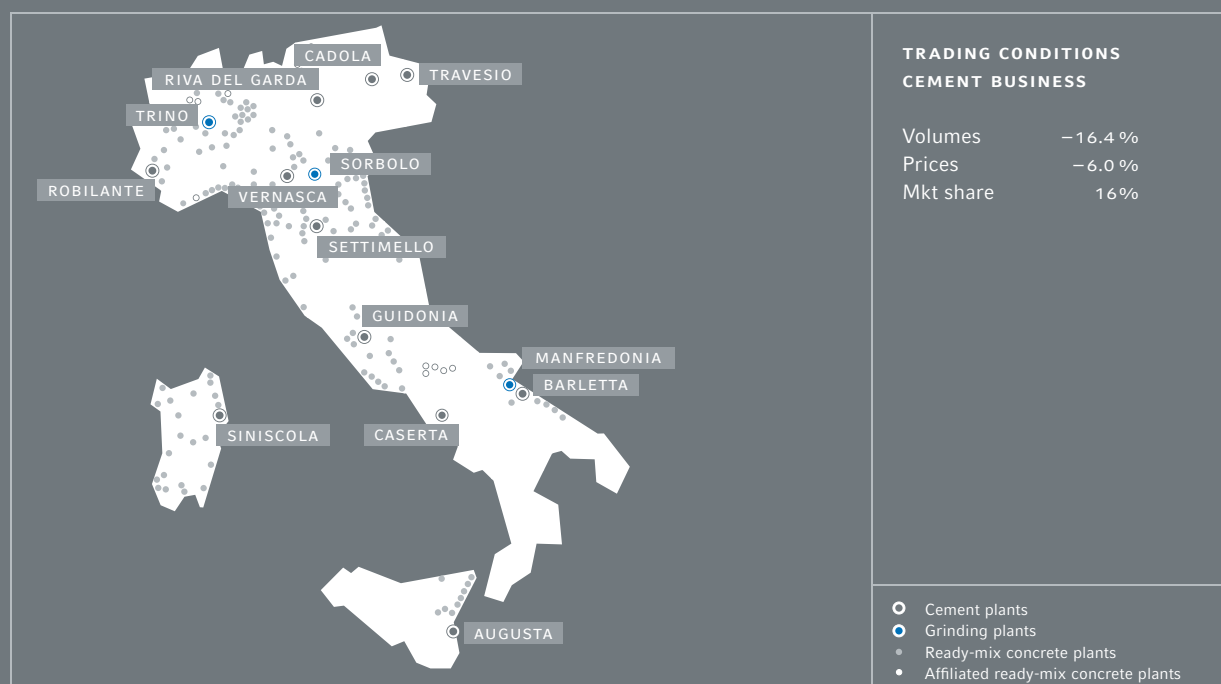 CADOLA
RIVA DEL GARDA
TRAVESIO
TRINO
SORBOLO
ROBILANTE
VERNASCA
SETTIMELLO
GUIDONIA
MANFREDONIA
BARLETTA
SINISCOLA
CASERTA
AUGUSTA
TRADING CONDITIONS
CEMENT BUSINESS
Volumes −16.4 %
Prices −6.0 %
Mkt share 16%
Cement plants
Grinding plants
Ready-mix concrete plants
Affiliated ready-mix concrete plants